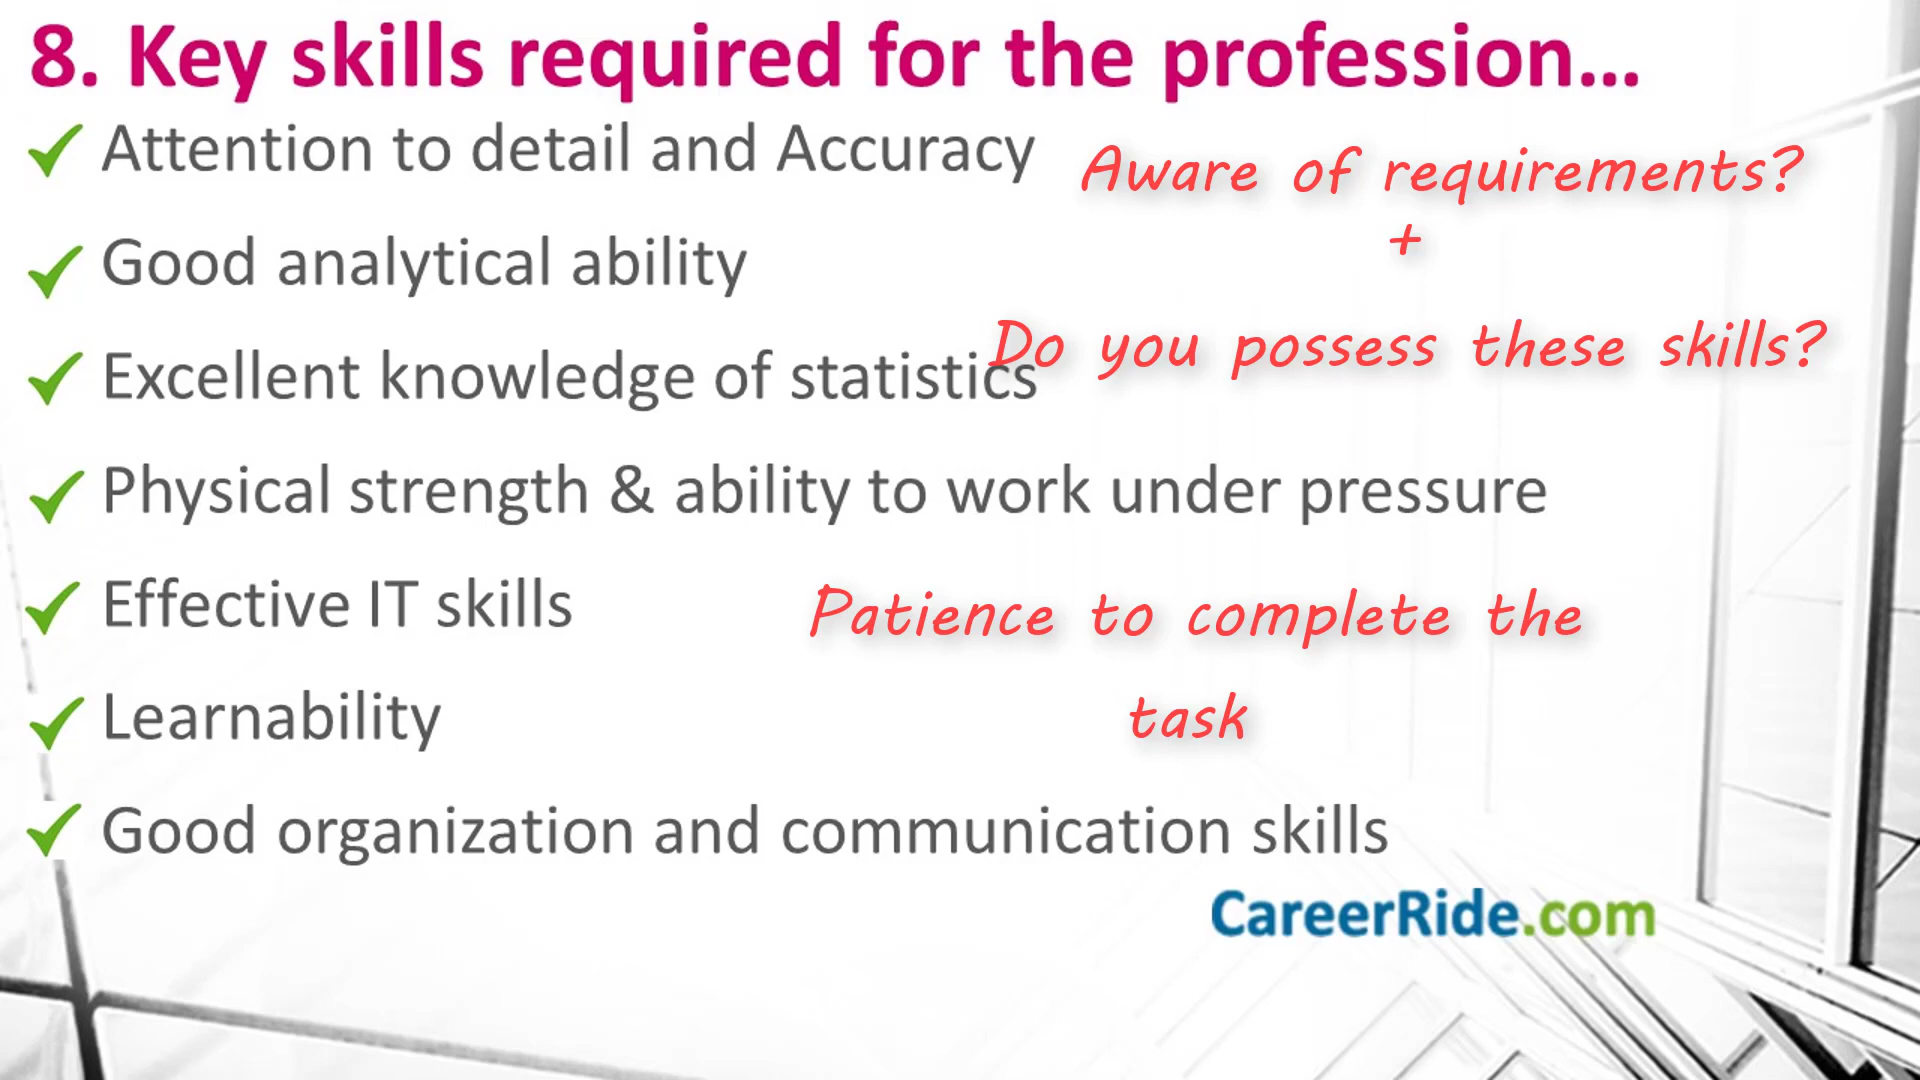 8. Key skills required for the profession...
Attention to detail and Accuracy
Aware of requirements?
+
Good analytical ability
Do you possess these skills?
Excellent knowledge of statistics
Physical strength & ability to work under pressure
Effective IT skills
Patience to complete the
task
Learnability
Good organization and communication skills
CareerRide.com